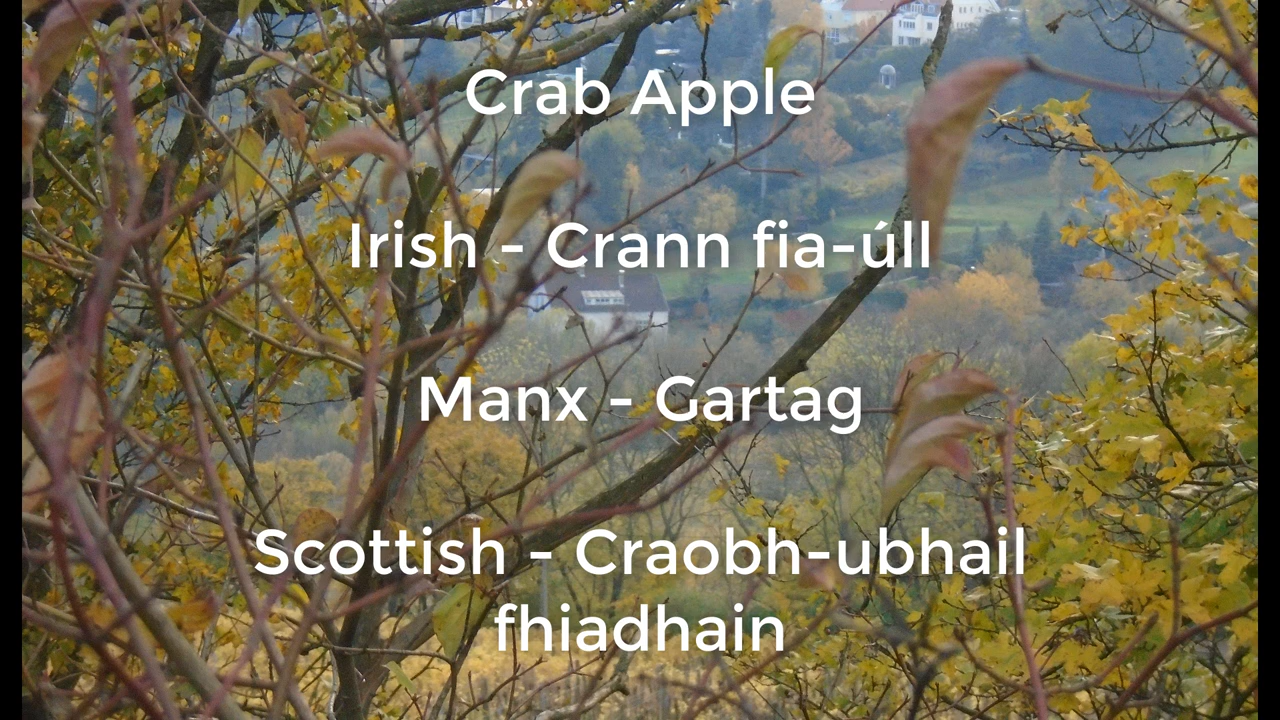 Crab Apple
Irish - Crann fia-úll
Manx - Gartag
Scottish - Craobh-ubhail
fhiadhain